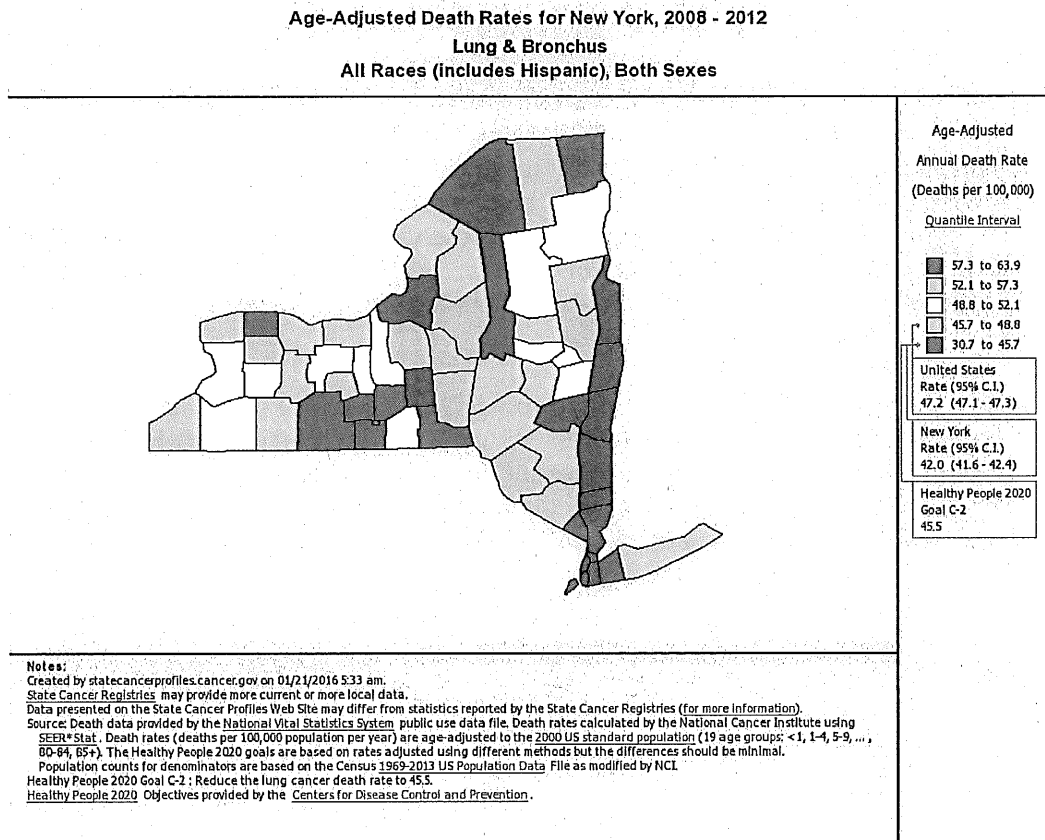 Age-Adjusted Death Rates for New York, 2008 - 2012
Lung & Bronchus
All Races (includes Hispanic), Both Sexes
Age-Adjusted
Annual Death Rate
(Deaths per 100,000)
Quantile Interval
57.3 to 63.9
52.1 to 57.3
48.8 to 52.1
45.7 to 48.8
30.7 to 45.7
United States
Rate (95% C.I.)
47.2 (47.1 - 47.3)
New York
Rate (95% C.I.)
42.0 (41.6 - 42.4)
Healthy People 2020
Goal C-2
45.5
Notes:
Created by statecancerprofiles.cancer.gov on 01/21/2016 5:33 am.
State Cancer Registries may provide more current or more local data.
Data presented on the State Cancer Profiles Web Site may differ from statistics reported by the State Cancer Registries (for more information).
Source: Death data provided by the National Vital Statistics System public use data file. Death rates calculated by the National Cancer Institute using
SEER*Stat. Death rates (deaths per 100,000 population per year) are age-adjusted to the 2000 US standard population (19 age groups: <1, 1-4, 5-9, ... ,
80-84, 85+). The Healthy People 2020 goals are based on rates adjusted using different methods but the differences should be minimal.
Population counts for denominators are based on the Census 1969-2013 US Population Data File as modified by NCI.
Healthy People 2020 Goal C-2 : Reduce the lung cancer death rate to 45.5.
Healthy People 2020 Objectives provided by the Centers for Disease Control and Prevention.